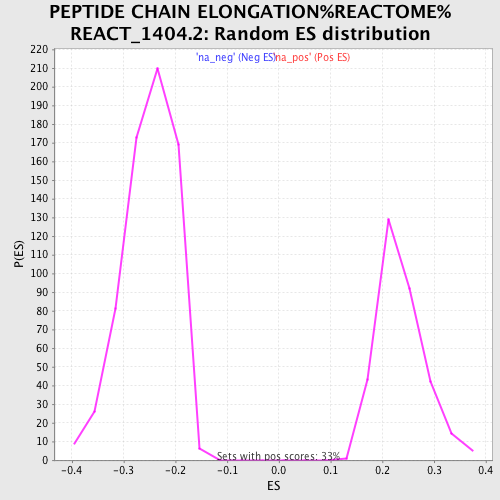 PEPTIDE CHAIN ELONGATION%REACTOME%
REACT_1404.2: Random ES distribution
'na_neg' (Neg ES)
'na_pos' (Pos ES)
220
210
200
190
180
170
160
150
140
130
120
110
100
90
80
70
60
50
40
30
20
10
0
P(ES)
Sets with pos scores: 33%
-0.4 -0.3 -0.2 -0.1 0.0 0.1 0.2 0.3 0.4
ES